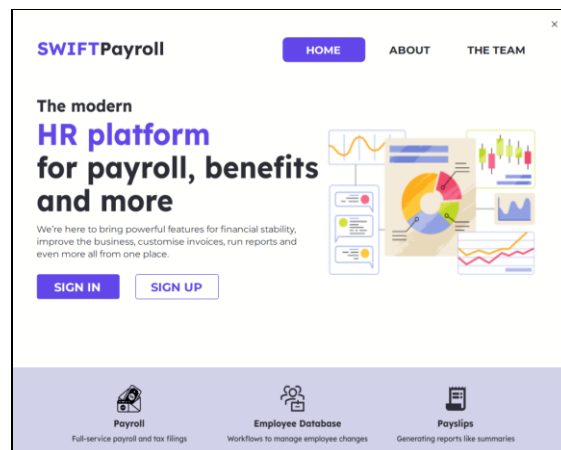 SWIFTPayroll
HOME
ABOUT
THE TEAM
The modern
HR platform
for payroll, benefits
and more
We're here to bring powerful features for financial stability,
improve the business, customise invoices, run reports and
even more all from one place.
SIGN IN
SIGN UP
Payroll
Full-service payroll and tax filings
Employee Database
Workflows to manage employee changes
Payslips
Generating reports like summaries